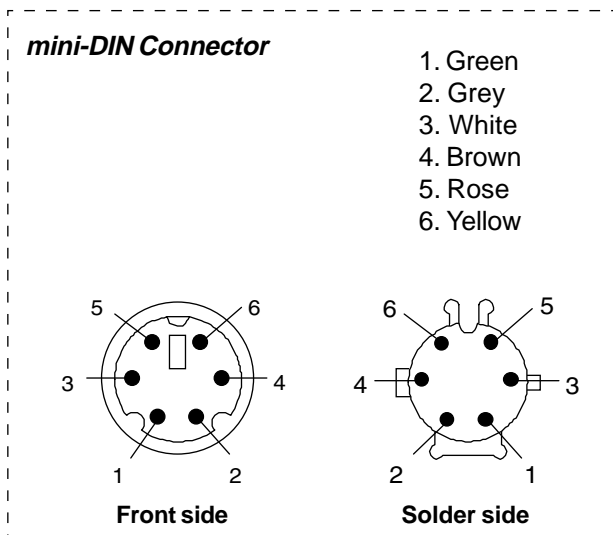 mini-DIN Connector
1. Green
2. Grey
3. White
4. Brown
5. Rose
6. Yellow
5 6
3 4
1 2
Front side
6 5
4 3
2 1
Solder side